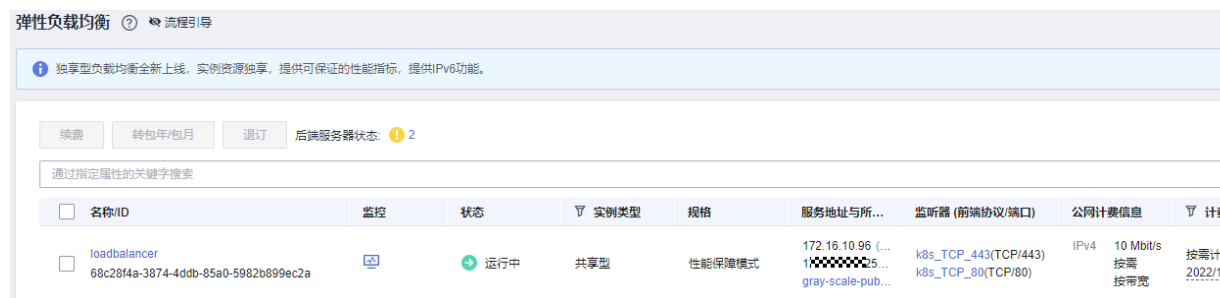 弹性负载均衡 ? 流程引导
独享型负载均衡全新上线，实例资源独享，提供可保证的性能指标，提供IPv6功能。
续费 转包年/包月 退订 后端服务器状态: 2
通过指定属性的关键字搜索
名称/ID 监控 状态 实例类型 规格 服务地址与所... 监听器 (前端协议/端口) 公网计费信息
loadbalancer
68c28f4a-3874-4ddb-85a0-5982b899ec2a
运行中
共享型
性能保障模式
172.16.10.96 (...
25...
gray-scale-pub...
k8s_TCP_443(TCP/443)
k8s_TCP_80(TCP/80)
IPv4 10 Mbit/s
按需
按带宽
按需计
2022/1